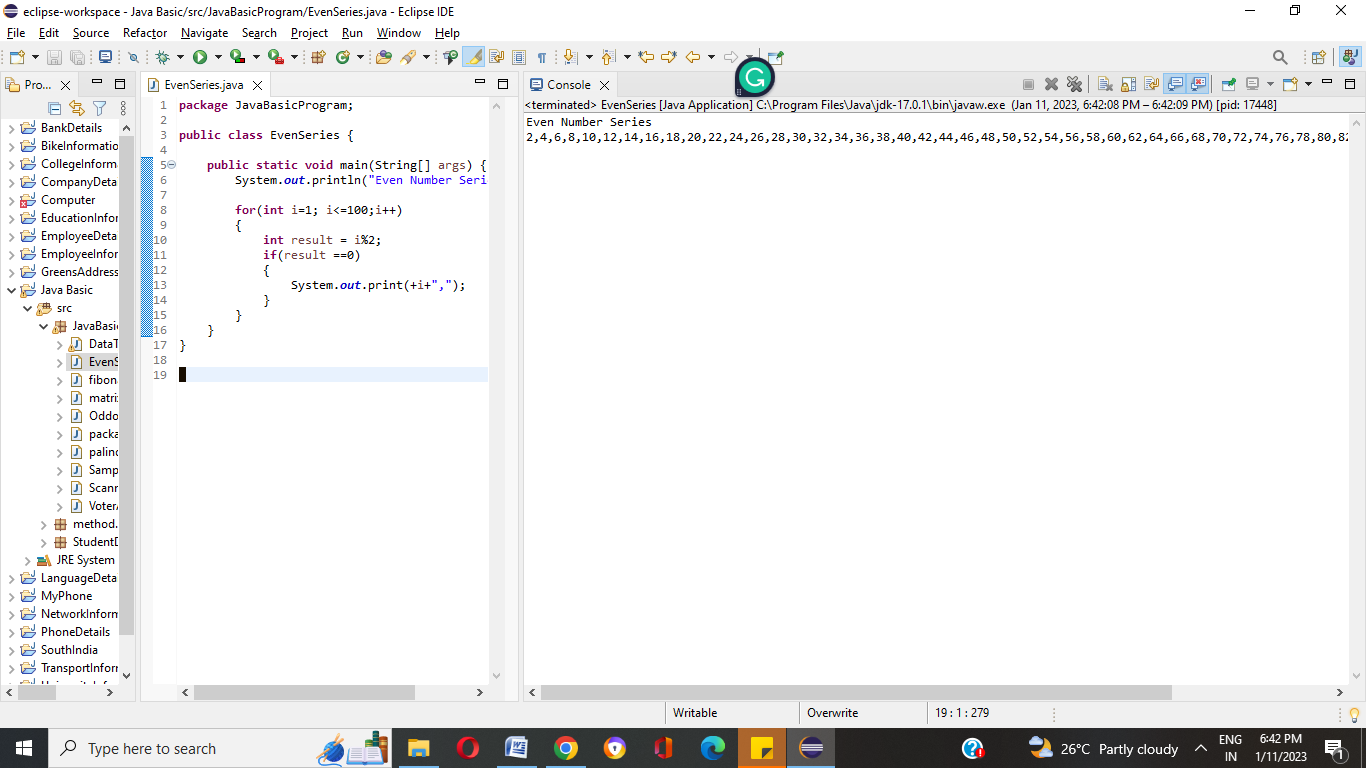 eclipse-workspace - Java Basic/src/JavaBasicProgram/EvenSeries.java - Eclipse IDE
File Edit Source Refactor Navigate Search Project Run Window Help
Pro...
BankDetails
BikeInformatio
CollegeInform
CompanyDeta
Computer
EducationInfor
EmployeeDeta
EmployeeInfor
GreensAddress
Java Basic
src
JavaBasi
DataT
EvenS
fibon
matri
Oddo
packa
palin
Samp
Scann
Voter
method.
StudentD
JRE System
LanguageDeta
MyPhone
NetworkInform
PhoneDetails
SouthIndia
TransportInfor
EvenSeries.java
1 package JavaBasicProgram;
2
3 public class EvenSeries {
4
5 public static void main(String[] args) {
6 System.out.println("Even Number Seri
7
8 for(int i=1; i<=100;i++)
9 {
10 int result = i%2;
11 if(result ==0)
12 {
13 System.out.print(+i+",");
14 }
15 }
16 }
17 }
18
19
Console
<terminated> EvenSeries [Java Application] C:\Program Files\Java\jdk-17.0.1\bin\javaw.exe (Jan 11, 2023, 6:42:08 PM – 6:42:09 PM) [pid: 17448]
Even Number Series
2,4,6,8,10,12,14,16,18,20,22,24,26,28,30,32,34,36,38,40,42,44,46,48,50,52,54,56,58,60,62,64,66,68,70,72,74,76,78,80,82
Writable Overwrite 19 : 1 : 279
Type here to search
26°C Partly cloudy
ENG
IN
6:42 PM
1/11/2023
1